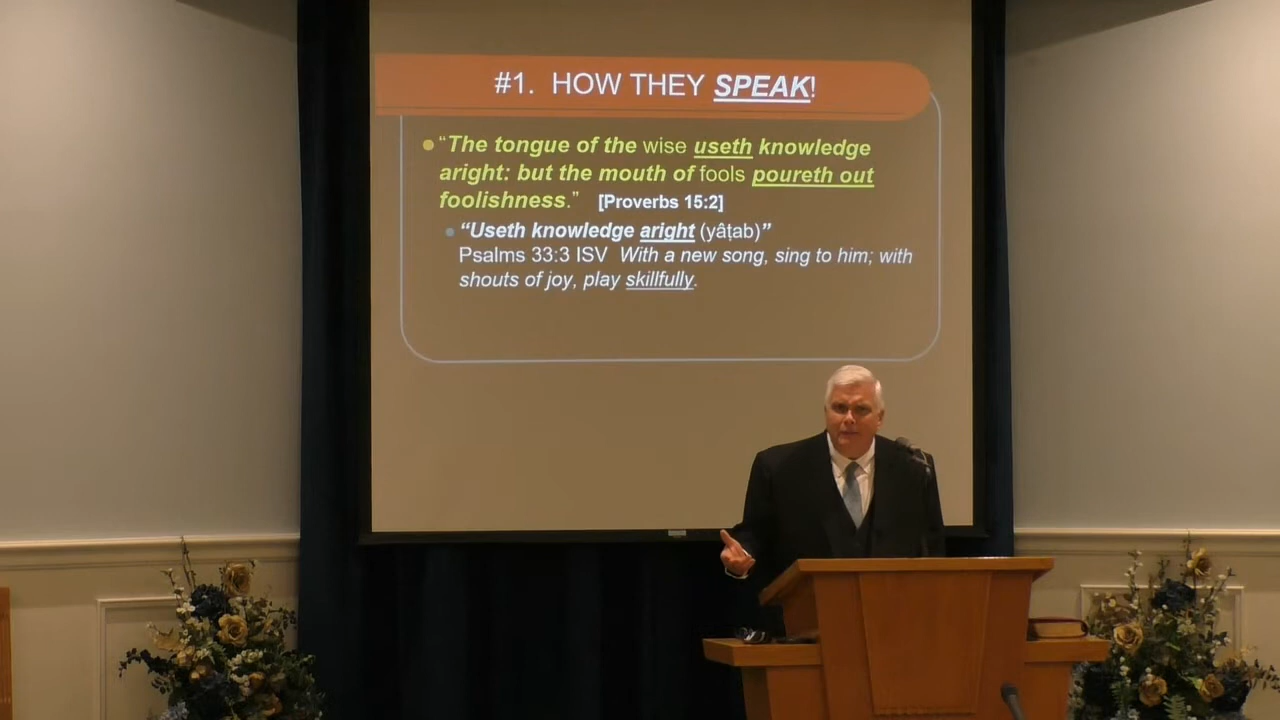 #1. HOW THEY SPEAK!
“The tongue of the wise useth knowledge
aright: but the mouth of fools poureth out
foolishness.” [Proverbs 15:2]
“Useth knowledge aright (yâṭab)”
Psalms 33:3 ISV With a new song, sing to him; with
shouts of joy, play skillfully.